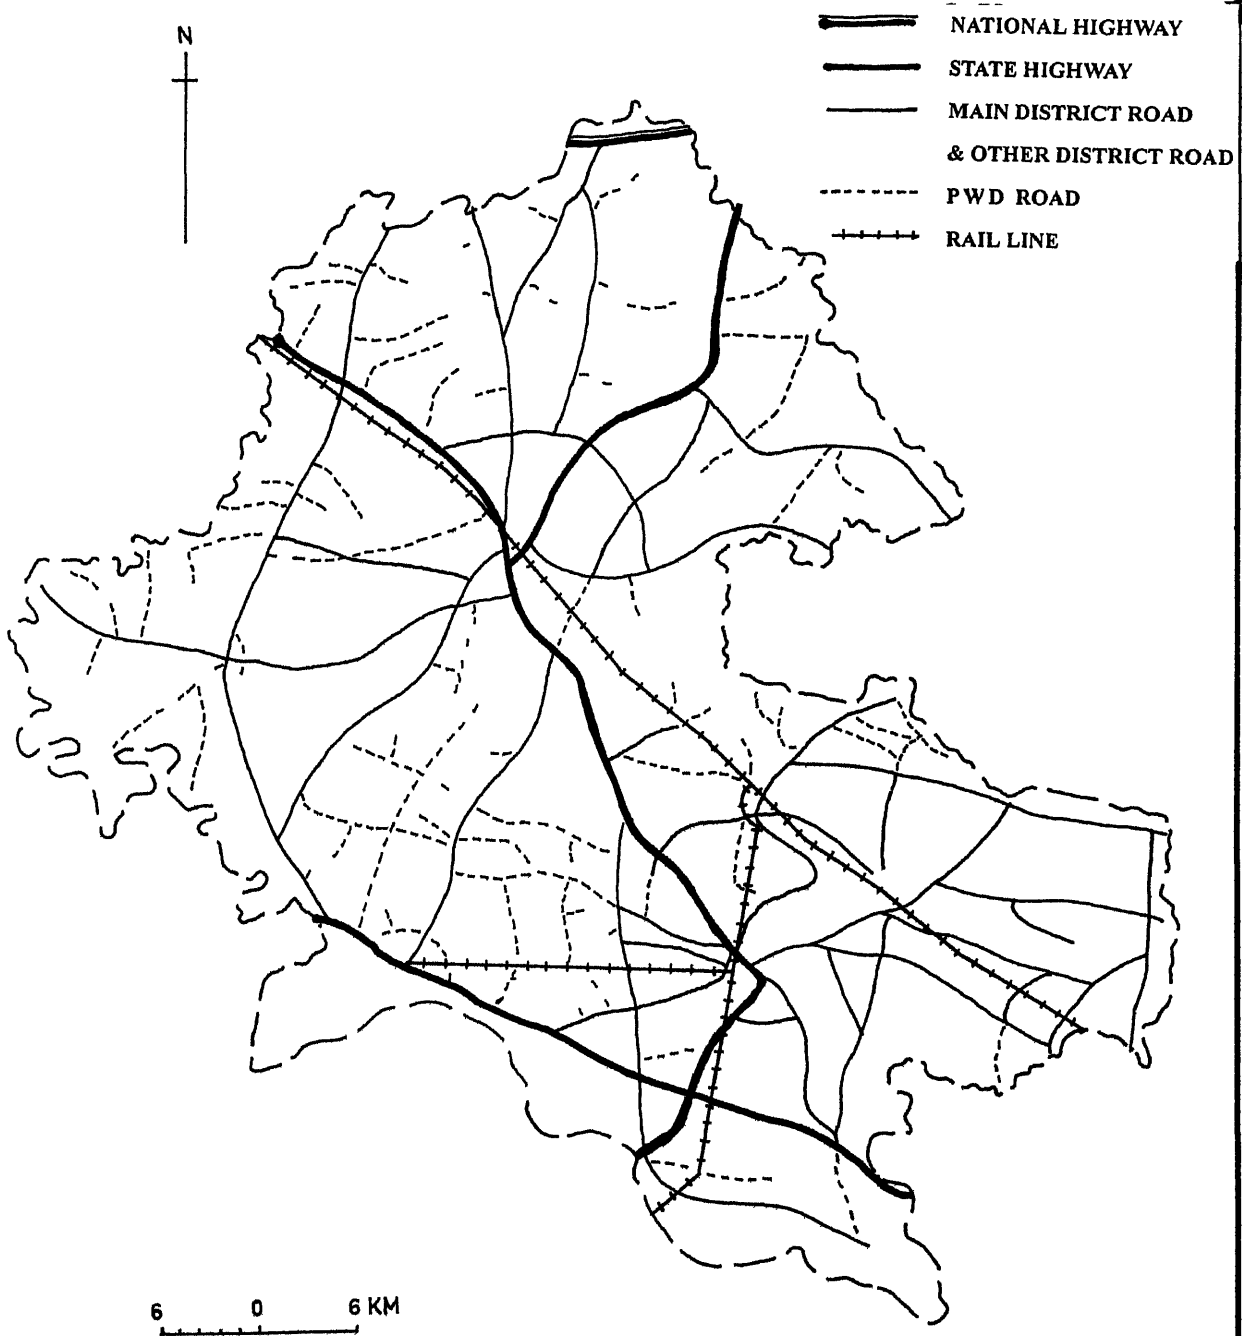 N
NATIONAL HIGHWAY
STATE HIGHWAY
MAIN DISTRICT ROAD
& OTHER DISTRICT ROAD
PWD ROAD
RAIL LINE
6 0 6 KM